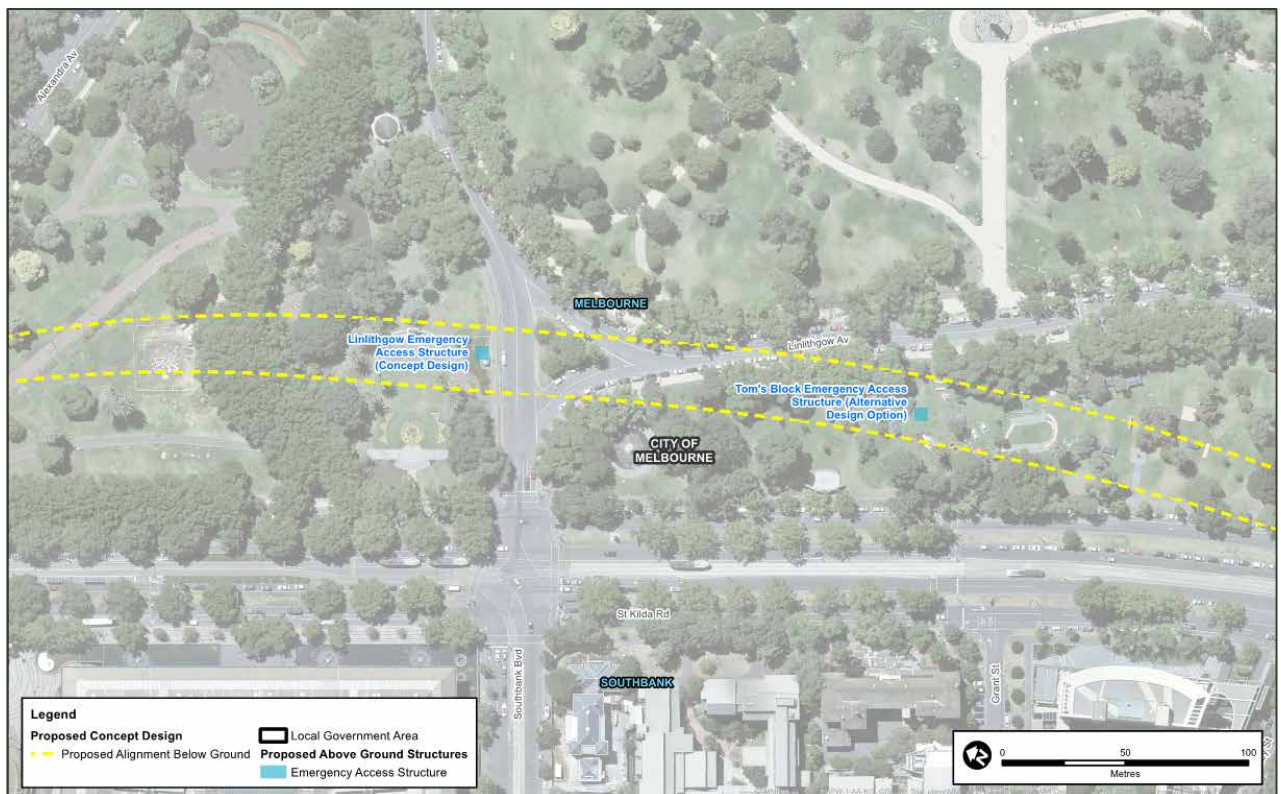 Alexandra Av
MELBOURNE
Linlithgow Emergency
Access Structure
(Concept Design)
Linlithgow Av
Tom's Block Emergency Access
Structure (Alternative
Design Option)
CITY OF
MELBOURNE
St Kilda Rd
Southbank Bvd
SOUTHBANK
Grant St
Legend
Proposed Concept Design
Proposed Alignment Below Ground
Local Government Area
Proposed Above Ground Structures
Emergency Access Structure
0 50 100
Metres